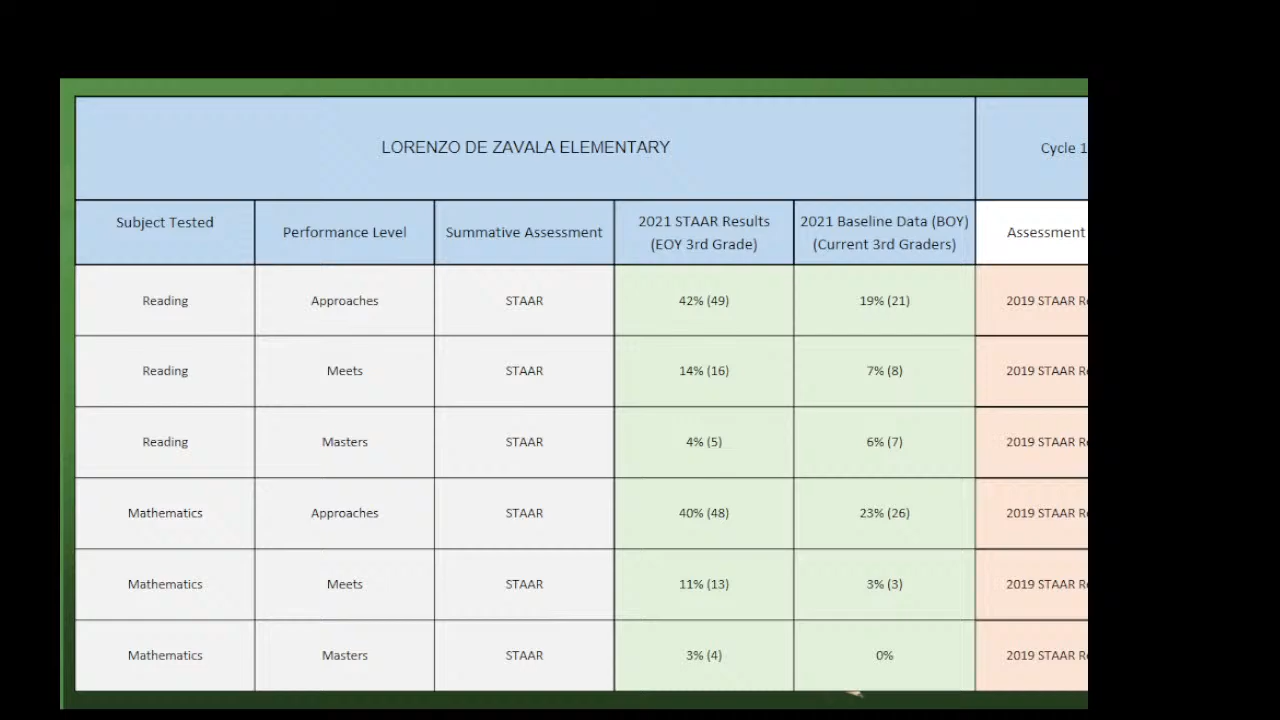 LORENZO DE ZAVALA ELEMENTARY Cycle 1
Subject Tested Performance Level Summative Assessment 2021 STAAR Results 2021 Baseline Data (BOY) Assessment
(EOY 3rd Grade) (Current 3rd Graders)
Reading Approaches STAAR 42% (49) 19% (21) 2019 STAAR
Reading Meets STAAR 14% (16) 7% (8) 2019 STAAR
Reading Masters STAAR 4% (5) 6% (7) 2019 STAAR
Mathematics Approaches STAAR 40% (48) 23% (26) 2019 STAAR
Mathematics Meets STAAR 11% (13) 3% (3) 2019 STAAR
Mathematics Masters STAAR 3% (4) 0% 2019 STAAR